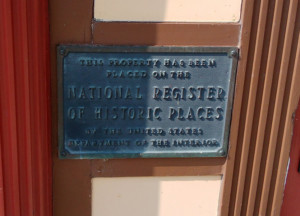 THIS PROPERTY HAS BEEN
PLACED ON THE
NATIONAL REGISTER
OF HISTORIC PLACES
BY THE UNITED STATES
DEPARTMENT OF THE INTERIOR